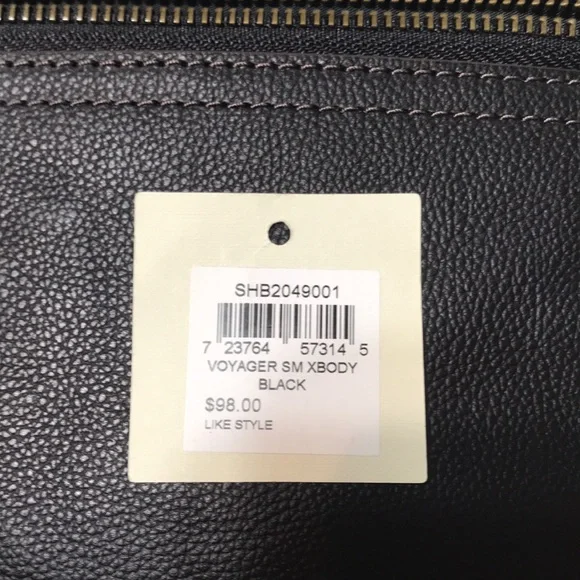 SHB2049001
7 23764 57314 5
VOYAGER SM XBODY
BLACK
$98.00
LIKE STYLE